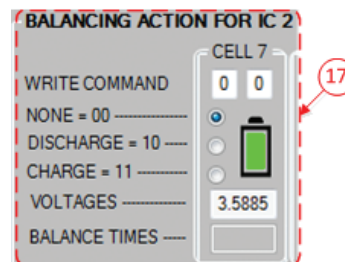 BALANCING ACTION FOR IC 2
CELL 7
WRITE COMMAND 0 0
17
NONE = 00 ---------------
DISCHARGE = 10 -----
CHARGE = 11 -----
VOLTAGES ------------- 3.5885
BALANCE TIMES -----